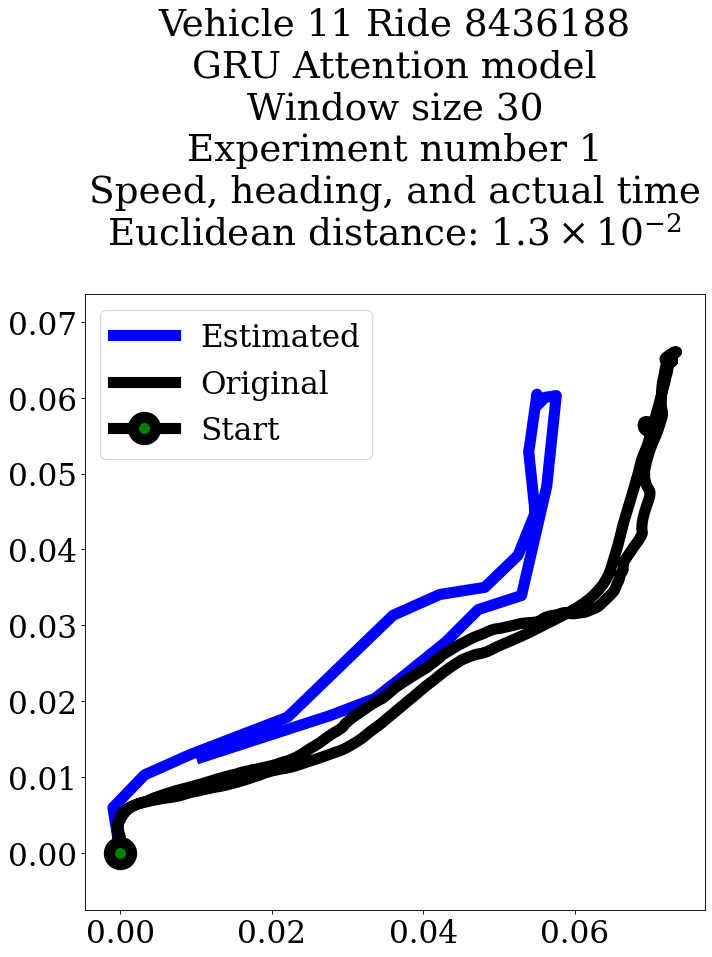 Vehicle 11 Ride 8436188
GRU Attention model
Window size 30
Experiment number 1
Speed, heading, and actual time
Euclidean distance: 1.3 × 10⁻²
Estimated
Original
Start
0.07
0.06
0.05
0.04
0.03
0.02
0.01
0.00
0.00 0.02 0.04 0.06